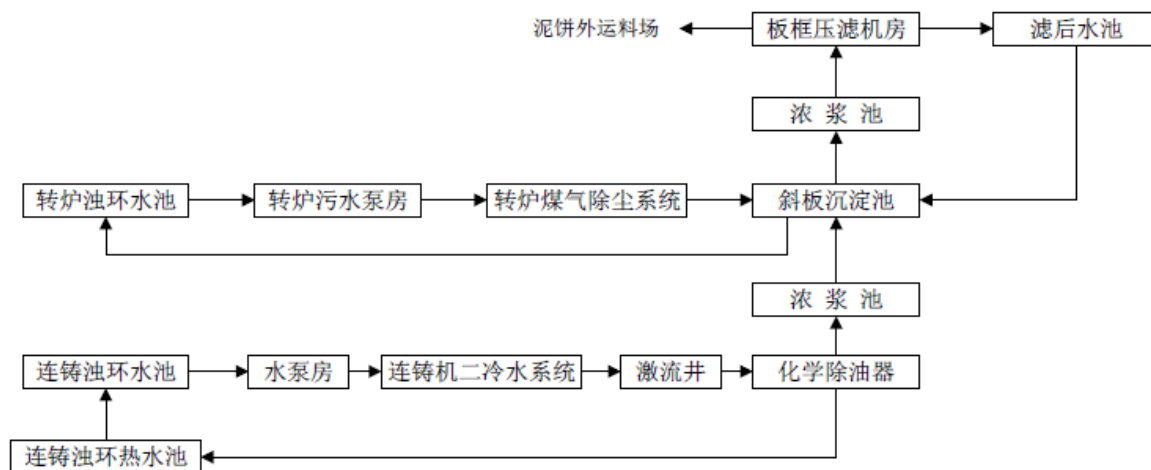 泥饼外运料场
板框压滤机房
滤后水池
浓 浆 池
转炉浊环水池
转炉污水泵房
转炉煤气除尘系统
斜板沉淀池
浓 浆 池
连铸浊环水池
水泵房
连铸机二冷水系统
激流井
化学除油器
连铸浊环热水池